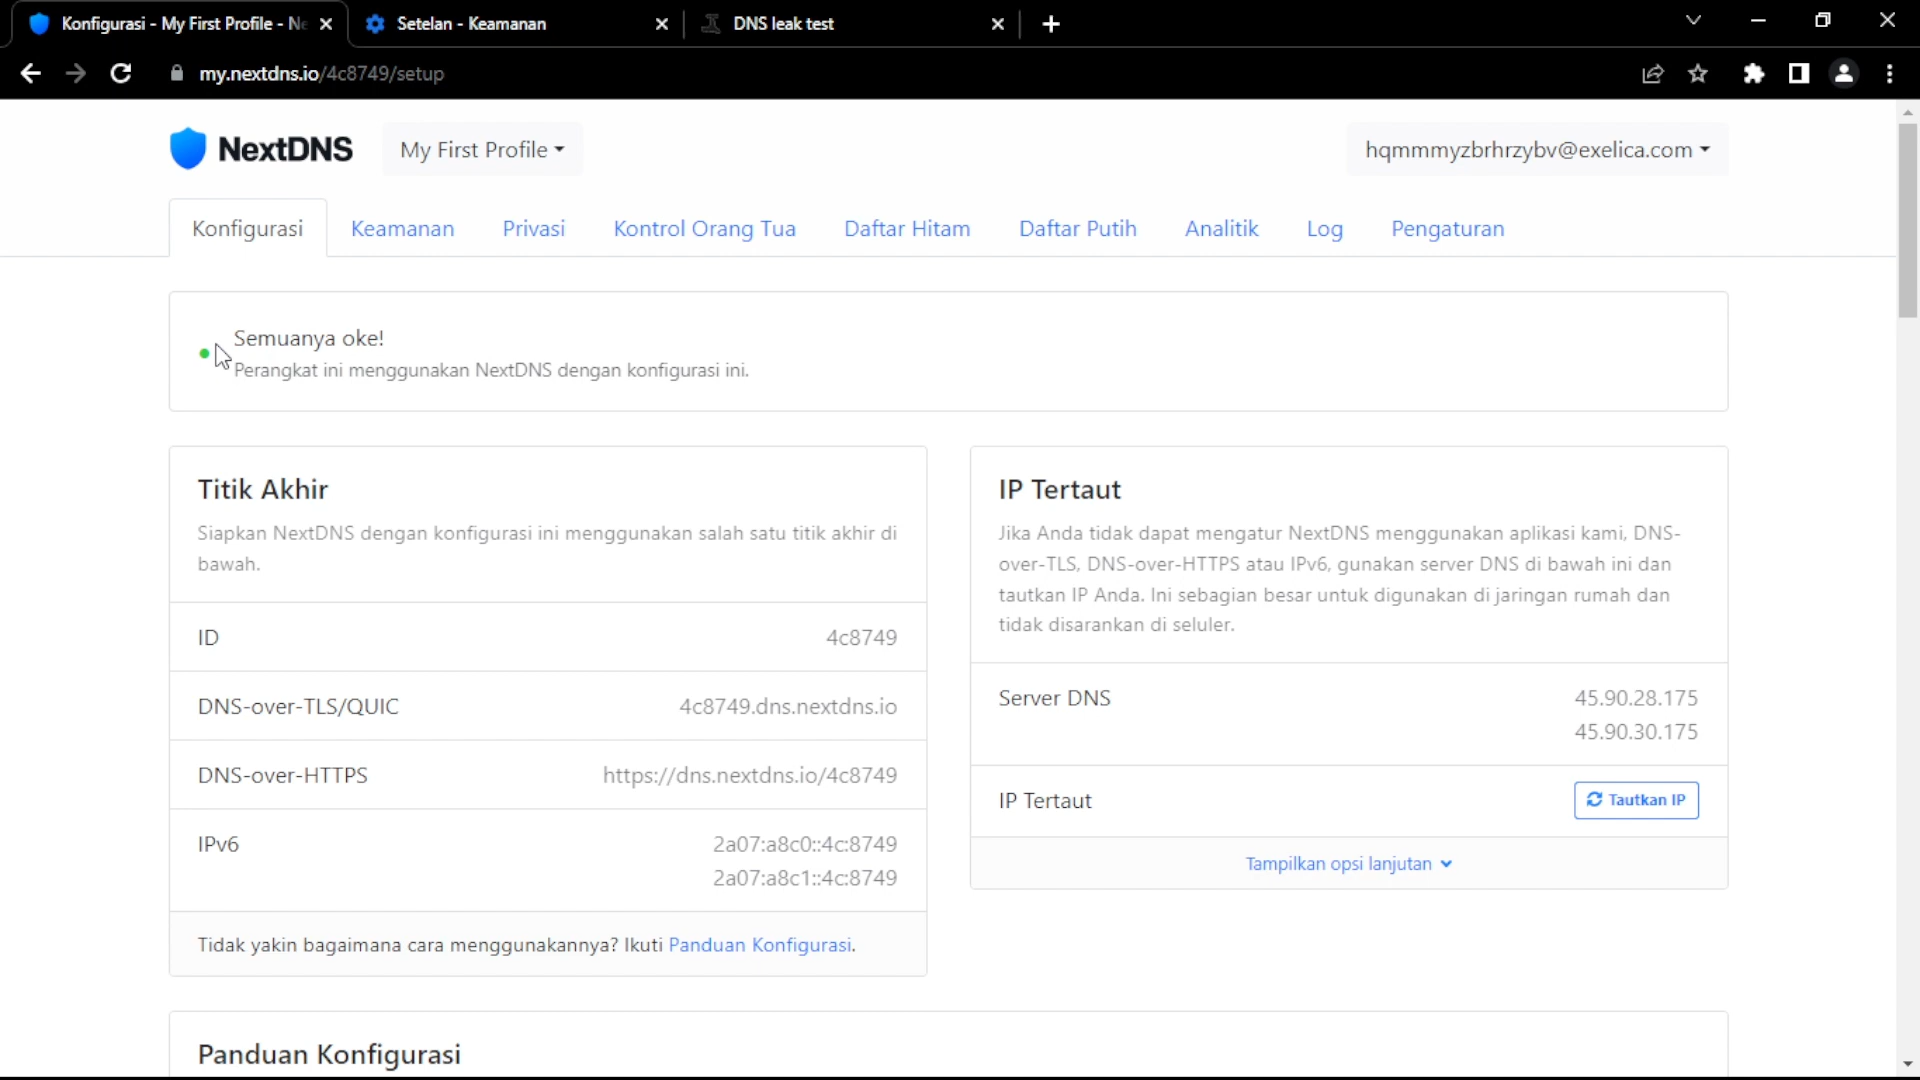 Konfigurasi - My First Profile - Ne
Setelan - Keamanan
DNS leak test
my.nextdns.io/4c8749/setup
NextDNS
My First Profile
hqmmmyzbrhrzybv@exelica.com
Konfigurasi
Keamanan
Privasi
Kontrol Orang Tua
Daftar Hitam
Daftar Putih
Analitik
Log
Pengaturan
Semuanya oke!
Perangkat ini menggunakan NextDNS dengan konfigurasi ini.
Titik Akhir
Siapkan NextDNS dengan konfigurasi ini menggunakan salah satu titik akhir di
bawah.
ID
4c8749
DNS-over-TLS/QUIC
4c8749.dns.nextdns.io
DNS-over-HTTPS
https://dns.nextdns.io/4c8749
IPv6
2a07:a8c0::4c:8749
2a07:a8c1::4c:8749
Tidak yakin bagaimana cara menggunakannya? Ikuti Panduan Konfigurasi.
IP Tertaut
Jika Anda tidak dapat mengatur NextDNS menggunakan aplikasi kami, DNS-
over-TLS, DNS-over-HTTPS atau IPv6, gunakan server DNS di bawah ini dan
tautkan IP Anda. Ini sebagian besar untuk digunakan di jaringan rumah dan
tidak disarankan di seluler.
Server DNS
45.90.28.175
45.90.30.175
IP Tertaut
Tautkan IP
Tampilkan opsi lanjutan
Panduan Konfigurasi